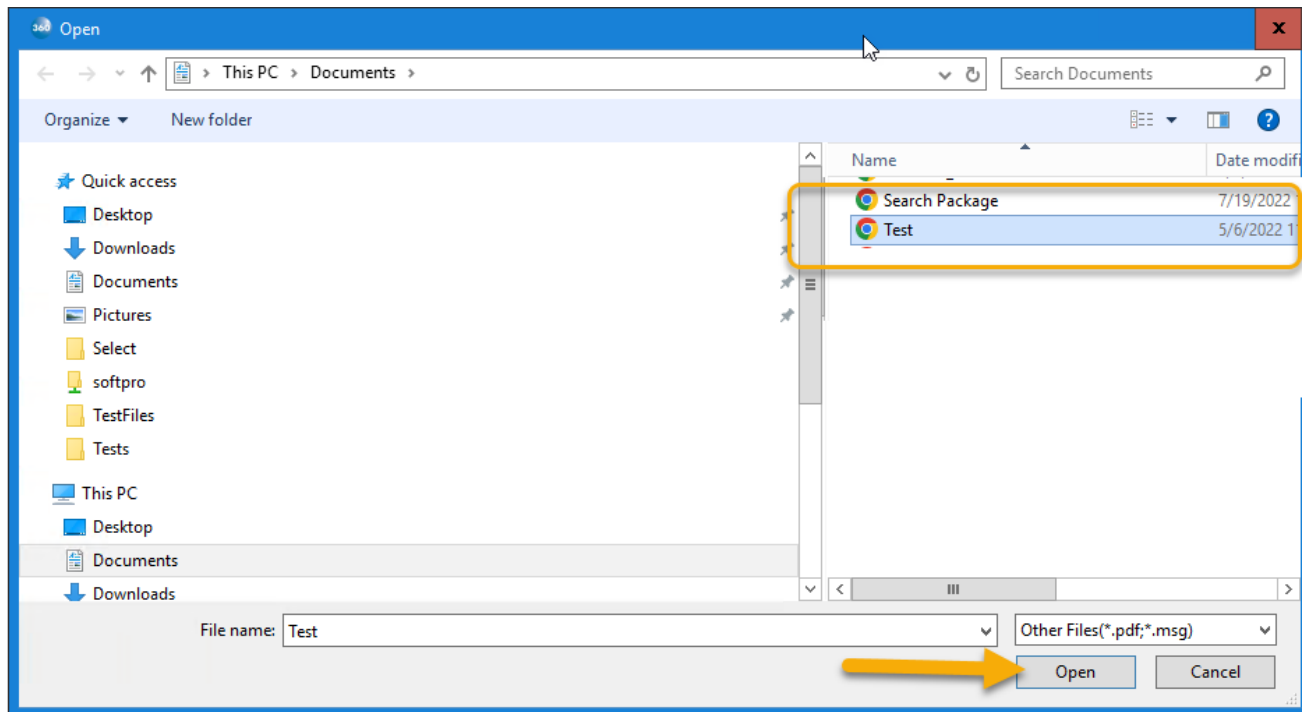 360 Open x
This PC > Documents >
Search Documents
Organize
New folder
?
Name
Date modifi
Quick access
Desktop
Downloads
Documents
Pictures
Select
softpro
TestFiles
Tests
This PC
Desktop
Documents
Downloads
Search Package 7/19/2022
Test 5/6/2022 1
File name: Test
Other Files(*.pdf;*.msg)
Open
Cancel